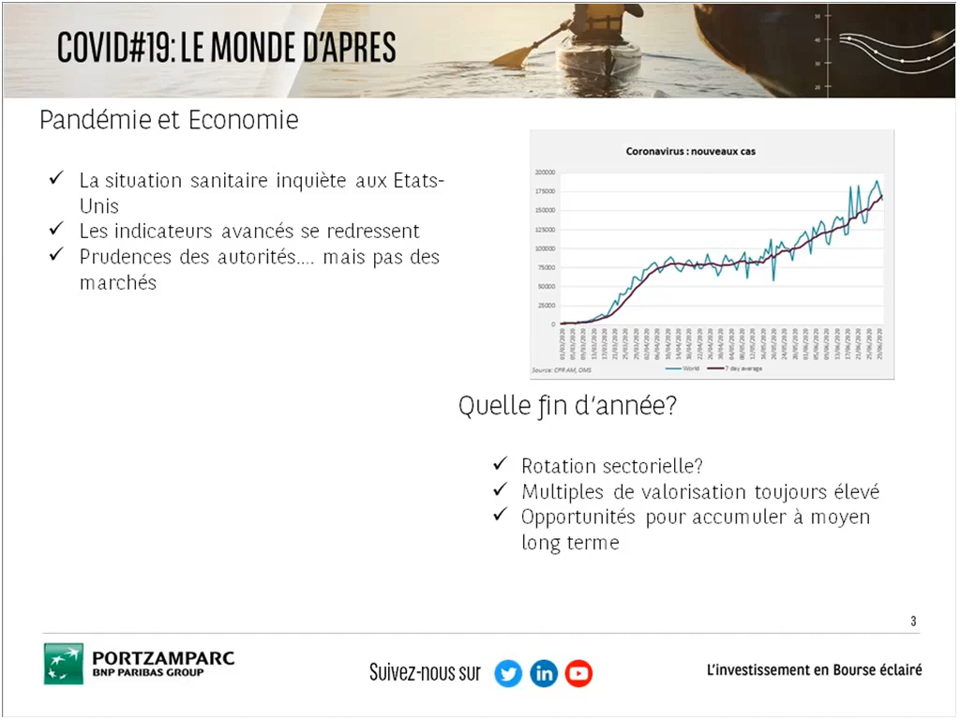 COVID#19: LE MONDE D'APRES
Pandémie et Economie
La situation sanitaire inquiète aux Etats-
Unis
Les indicateurs avancés se redressent
Prudences des autorités.... mais pas des
marchés
Coronavirus : nouveaux cas
200000
175000
150000
125000
100000
75000
50000
25000
0
World
7 day average
Source: CPR AM, OMS
Quelle fin d'année?
Rotation sectorielle?
Multiples de valorisation toujours élevé
Opportunités pour accumuler à moyen
long terme
3
PORTZAMPARC
BNP PARIBAS GROUP
Suivez-nous sur
L'investissement en Bourse éclairé